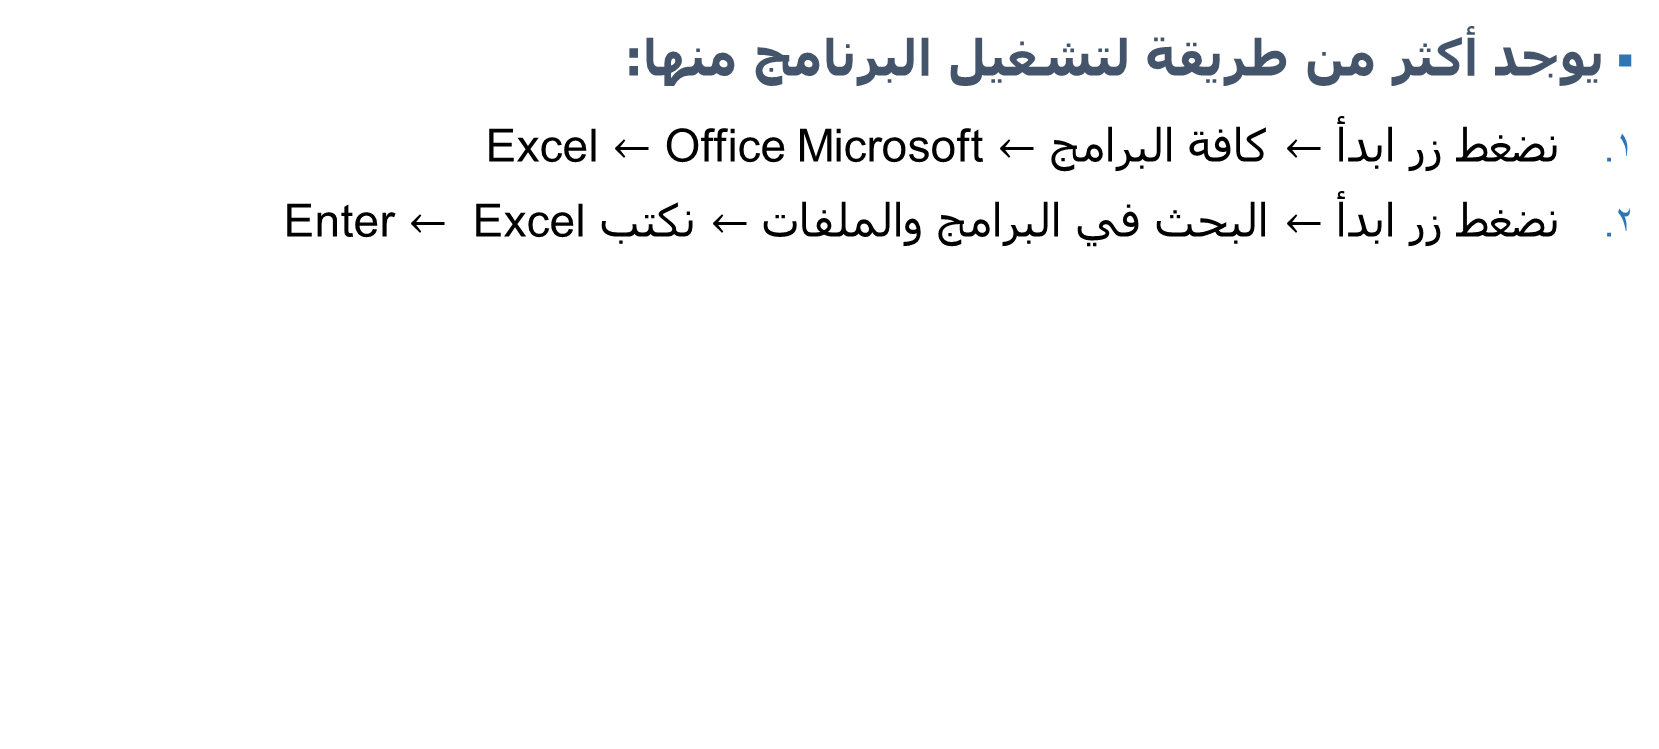 ▪ يوجد أكثر من طريقة لتشغيل البرنامج منها:
١. نضغط زر ابدأ ← كافة البرامج ← Office Microsoft ← Excel
٢. نضغط زر ابدأ ← البحث في البرامج والملفات ← نكتب Excel ← Enter